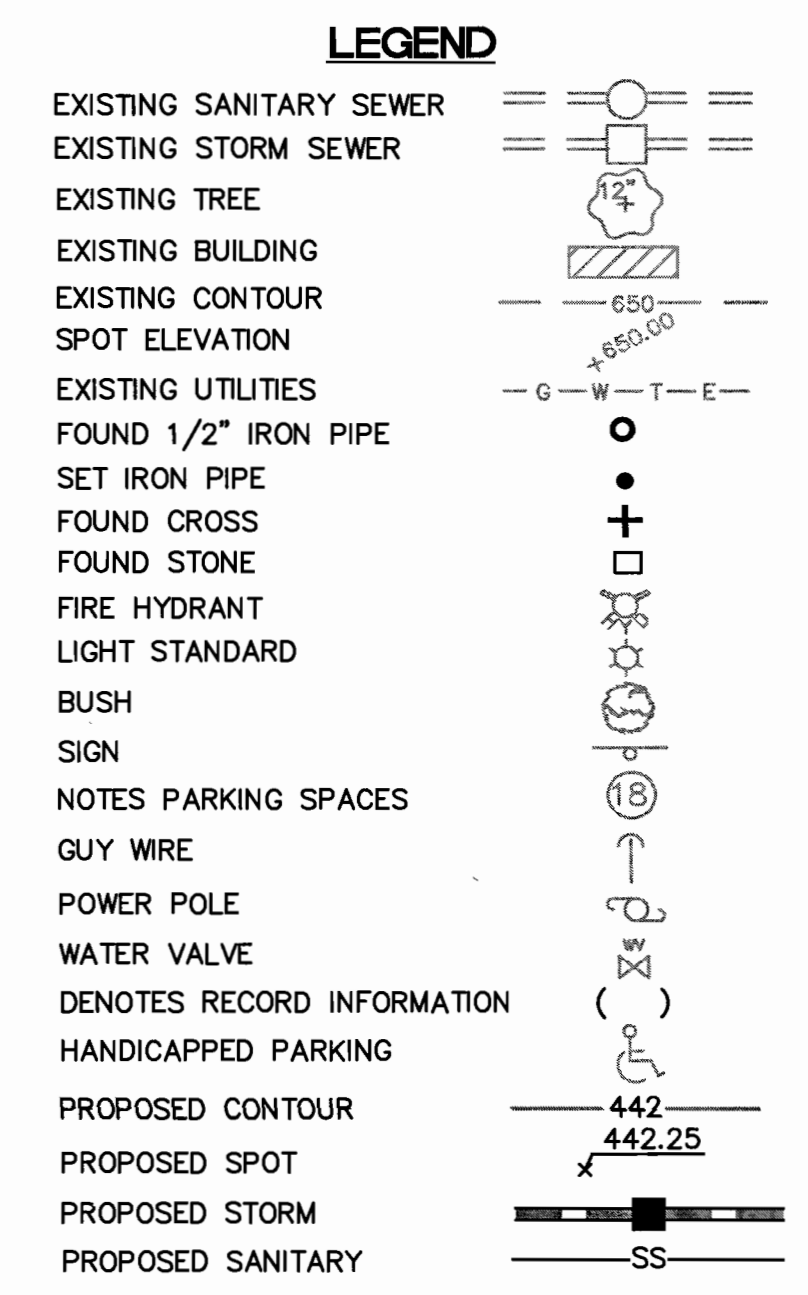 LEGEND
EXISTING SANITARY SEWER
EXISTING STORM SEWER
EXISTING TREE 12"
EXISTING BUILDING
EXISTING CONTOUR 650
SPOT ELEVATION +650.00
EXISTING UTILITIES G W T E
FOUND 1/2" IRON PIPE
SET IRON PIPE
FOUND CROSS
FOUND STONE
FIRE HYDRANT
LIGHT STANDARD
BUSH
SIGN
NOTES PARKING SPACES 18
GUY WIRE
POWER POLE
WATER VALVE WV
DENOTES RECORD INFORMATION ( )
HANDICAPPED PARKING
PROPOSED CONTOUR 442
PROPOSED SPOT 442.25
PROPOSED STORM
PROPOSED SANITARY SS